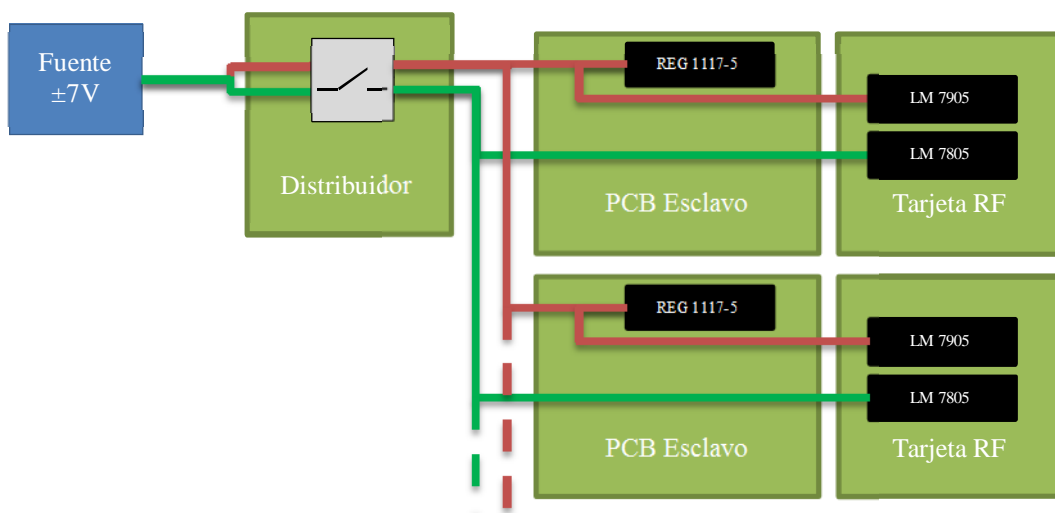 Fuente
±7V
Distribuidor
REG 1117-5
PCB Esclavo
LM 7905
LM 7805
Tarjeta RF
REG 1117-5
PCB Esclavo
LM 7905
LM 7805
Tarjeta RF